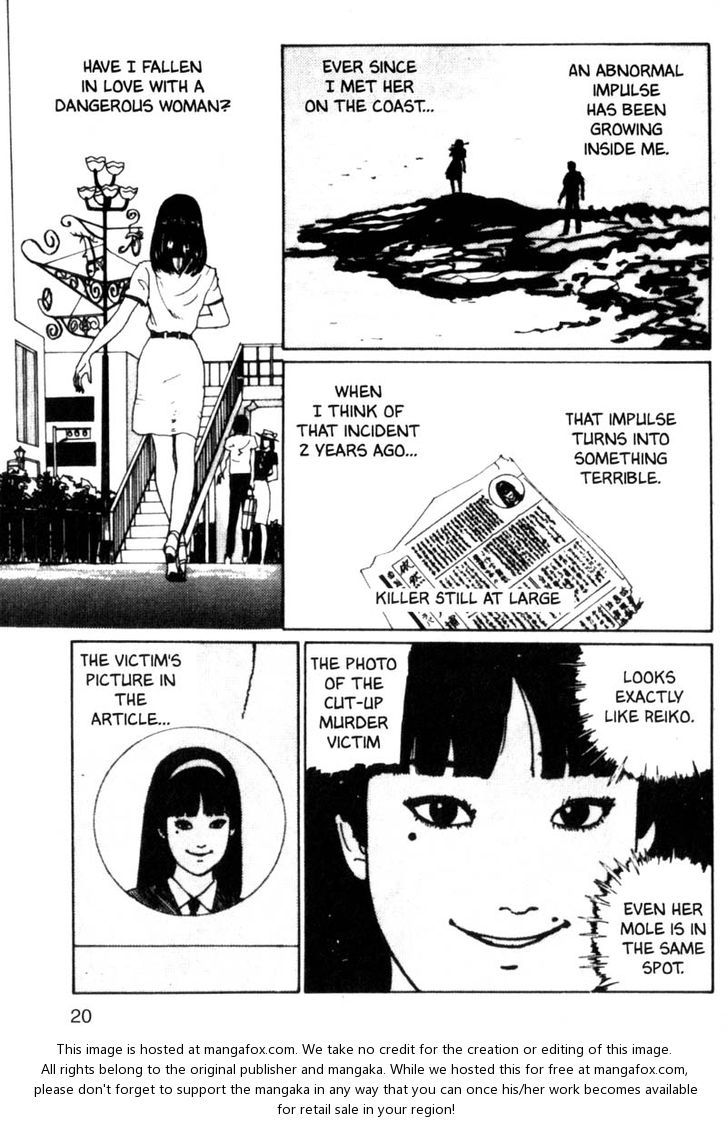 HAVE I FALLEN
IN LOVE WITH A
DANGEROUS WOMAN?
EVER SINCE
I MET HER
ON THE COAST...
AN ABNORMAL
IMPULSE
HAS BEEN
GROWING
INSIDE ME.
WHEN
I THINK OF
THAT INCIDENT
2 YEARS AGO...
THAT IMPULSE
TURNS INTO
SOMETHING
TERRIBLE.
KILLER STILL AT LARGE
THE VICTIM'S
PICTURE IN
THE
ARTICLE...
THE PHOTO
OF THE
CUT-UP
MURDER
VICTIM
LOOKS
EXACTLY
LIKE REIKO.
EVEN HER
MOLE IS IN
THE SAME
SPOT.
20
This image is hosted at mangafox.com. We take no credit for the creation or editing of this image.
All rights belong to the original publisher and mangaka. While we hosted this for free at mangafox.com,
please don't forget to support the mangaka in any way that you can once his/her work becomes available
for retail sale in your region!